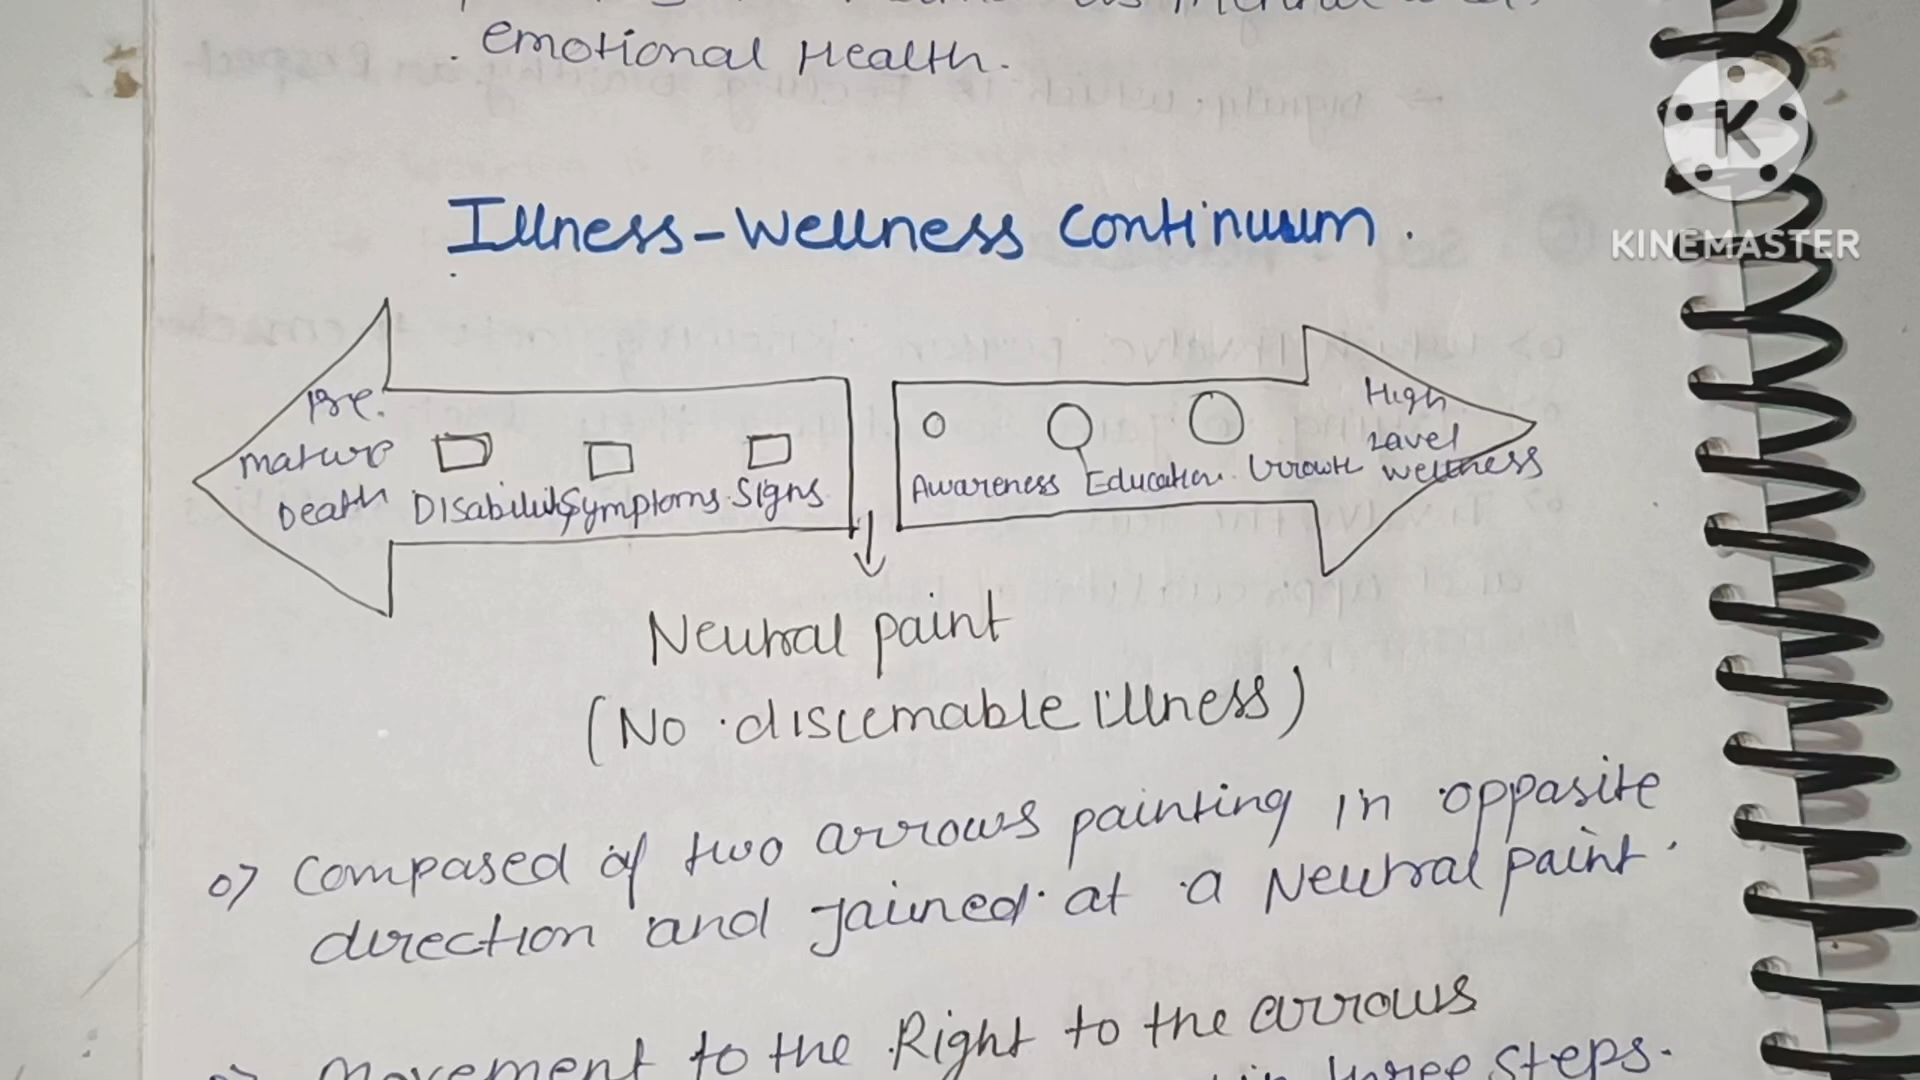 emotional Health.
KINEMASTER
Illness-Wellness Continuum.
Pre.
mature
Death
Disability Symptoms Signs
Awareness Education Growth
High
Level
Wellness
Neutral paint
(No discernable illness)
Compased of two arrows painting in oppasite
direction and jained at a Neutral paint.
Movement to the Right to the arrows
in three steps.